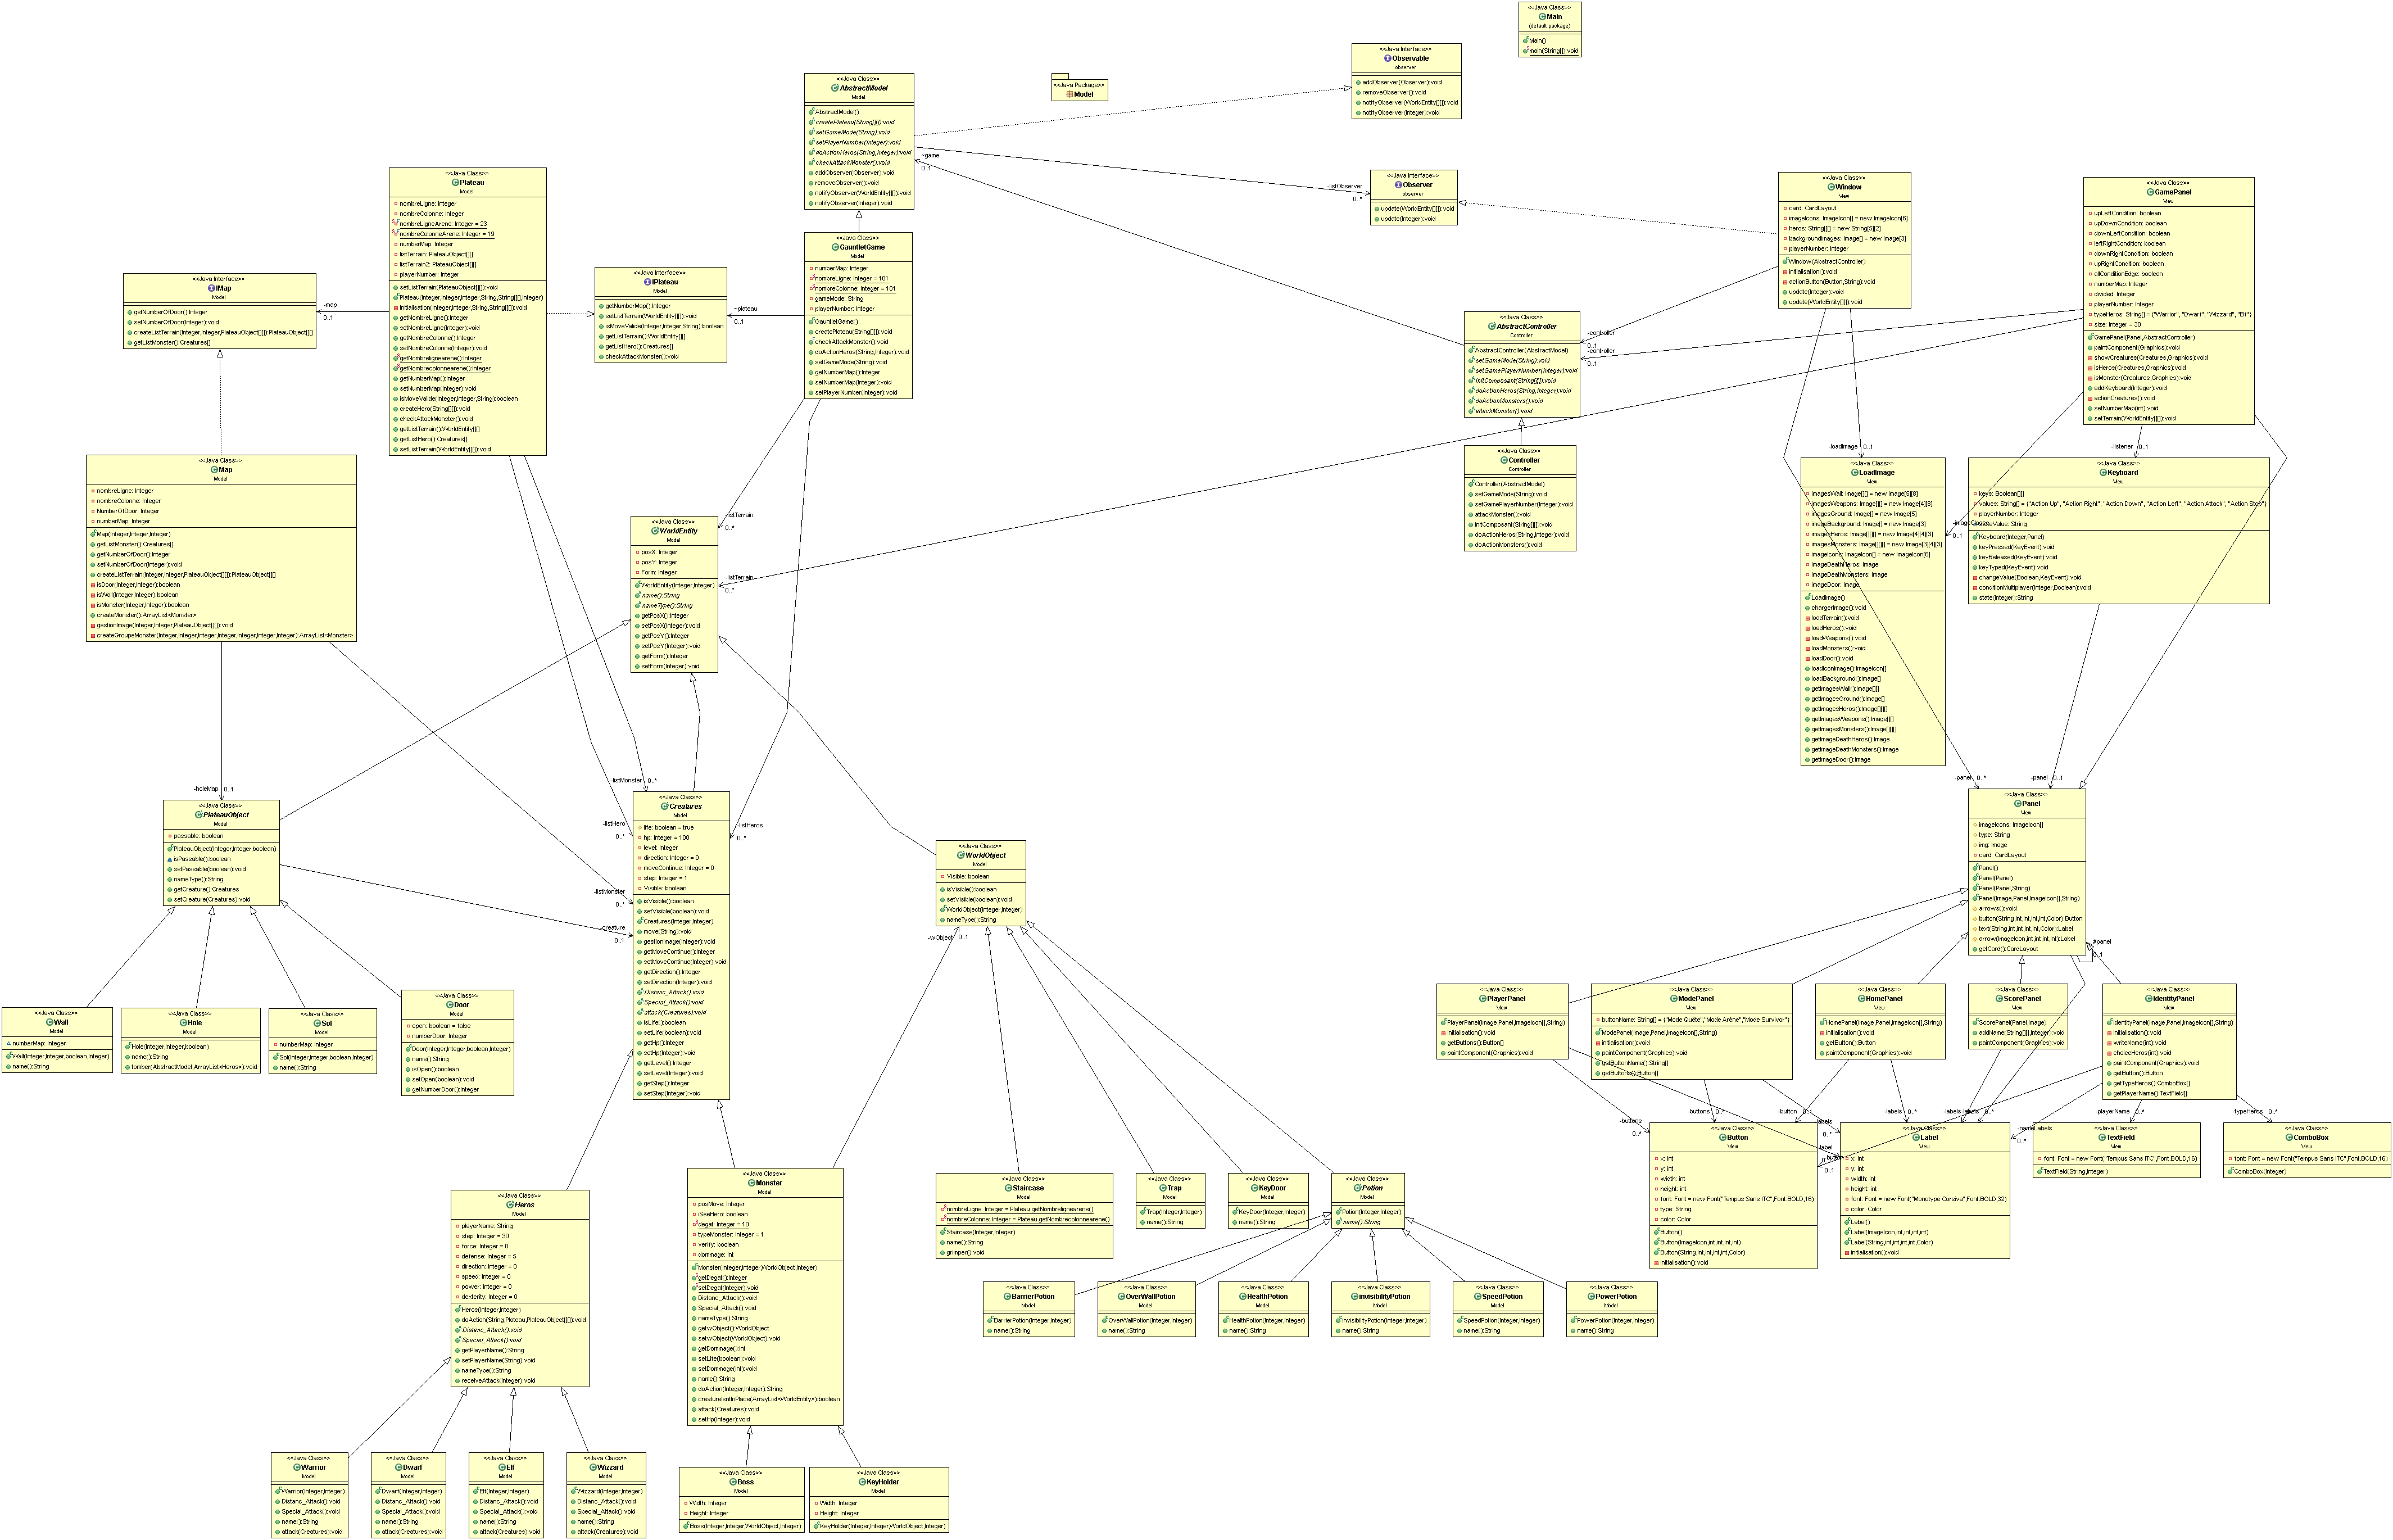 <<Java Class>>
Main
(default package)
Main()
main(String[]):void
<<Java Interface>>
Observable
observer
addObserver(Observer):void
removeObserver():void
notifyObserver(WorldEntity[][]):void
notifyObserver(Integer):void
<<Java Package>>
Model
<<Java Class>>
AbstractModel
Model
AbstractModel()
createPlateau(String[][]):void
setGameMode(String):void
setPlayerNumber(Integer):void
doActionHeros(String,Integer):void
checkAttackMonster():void
addObserver(Observer):void
removeObserver():void
notifyObserver(WorldEntity[][]):void
notifyObserver(Integer):void
~game
0..1
-listObserver
0..*
<<Java Interface>>
Observer
observer
update(WorldEntity[][]):void
update(Integer):void
<<Java Class>>
Plateau
Model
nombreLigne: Integer
nombreColonne: Integer
nombreLigneArene: Integer = 23
nombreColonneArene: Integer = 19
numberMap: Integer
listTerrain: PlateauObject[][]
listTerrain2: PlateauObject[][]
playerNumber: Integer
setListTerrain(PlateauObject[][]):void
Plateau(Integer,Integer,Integer,String,String[][],Integer)
initialisation(Integer,Integer,String,String[][]):void
getNombreLigne():Integer
setNombreLigne(Integer):void
getNombreColonne():Integer
setNombreColonne(Integer):void
getNombrelignearene():Integer
getNombrecolonnearene():Integer
getNumberMap():Integer
setNumberMap(Integer):void
isMoveValide(Integer,Integer,String):boolean
createHero(String[][]):void
checkAttackMonster():void
getListTerrain():WorldEntity[][]
getListHero():Creatures[]
setListTerrain(WorldEntity[][]):void
<<Java Interface>>
IMap
Model
getNumberOfDoor():Integer
setNumberOfDoor(Integer):void
createListTerrain(Integer,Integer,PlateauObject[][]):PlateauObject[][]
getListMonster():Creatures[]
-map
0..1
<<Java Interface>>
IPlateau
Model
getNumberMap():Integer
setListTerrain(WorldEntity[][]):void
isMoveValide(Integer,Integer,String):boolean
getListTerrain():WorldEntity[][]
getListHero():Creatures[]
checkAttackMonster():void
~plateau
0..1
<<Java Class>>
GauntletGame
Model
numberMap: Integer
nombreLigne: Integer = 101
nombreColonne: Integer = 101
gameMode: String
playerNumber: Integer
GauntletGame()
createPlateau(String[][]):void
checkAttackMonster():void
doActionHeros(String,Integer):void
setGameMode(String):void
getNumberMap():Integer
setNumberMap(Integer):void
setPlayerNumber(Integer):void
<<Java Class>>
Window
View
card: CardLayout
imageIcons: ImageIcon[] = new ImageIcon[6]
heros: String[][] = new String[5][2]
backgroundImages: Image[] = new Image[3]
playerNumber: Integer
Window(AbstractController)
initialisation():void
actionButton(Button,String):void
update(Integer):void
update(WorldEntity[][]):void
<<Java Class>>
GamePanel
View
upLeftCondition: boolean
upDownCondition: boolean
downLeftCondition: boolean
leftRightCondition: boolean
downRightCondition: boolean
upRightCondition: boolean
allConditionEdge: boolean
numberMap: Integer
divided: Integer
playerNumber: Integer
typeHeros: String[] = {"Warrior", "Dwarf", "Wizzard", "Elf"}
size: Integer = 30
GamePanel(Panel,AbstractController)
paintComponent(Graphics):void
showCreatures(Creatures,Graphics):void
isHeros(Creatures,Graphics):void
isMonster(Creatures,Graphics):void
addKeyboard(Integer):void
actionCreatures():void
setNumberMap(int):void
setTerrain(WorldEntity[][]):void
<<Java Class>>
AbstractController
Controller
AbstractController(AbstractModel)
setGameMode(String):void
setGamePlayerNumber(Integer):void
initComposant(String[][]):void
doActionHeros(String,Integer):void
doActionMonsters():void
attackMonster():void
-controller
0..1
-controller
0..1
<<Java Class>>
Controller
Controller
Controller(AbstractModel)
setGameMode(String):void
setGamePlayerNumber(Integer):void
attackMonster():void
initComposant(String[][]):void
doActionHeros(String,Integer):void
doActionMonsters():void
-loadImage
0..1
-listener
0..1
<<Java Class>>
LoadImage
View
imagesWall: Image[][] = new Image[5][8]
imagesWeapons: Image[][] = new Image[4][8]
imagesGround: Image[] = new Image[5]
imageBackground: Image[] = new Image[3]
imagesHeros: Image[][][] = new Image[4][4][3]
imagesMonsters: Image[][][] = new Image[3][4][3]
imageIcons: ImageIcon[] = new ImageIcon[6]
imageDeathHeros: Image
imageDeathMonsters: Image
imageDoor: Image
LoadImage()
chargerImage():void
loadTerrain():void
loadHeros():void
loadWeapons():void
loadMonsters():void
loadDoor():void
loadIconImage():ImageIcon[]
loadBackground():Image[]
getImagesWall():Image[][]
getImagesGround():Image[]
getImagesHeros():Image[][][]
getImagesWeapons():Image[][]
getImagesMonsters():Image[][][]
getImageDeathHeros():Image
getImageDeathMonsters():Image
getImageDoor():Image
0..1
<<Java Class>>
Keyboard
View
keys: Boolean[][]
values: String[] = {"Action Up", "Action Right", "Action Down", "Action Left", "Action Attack", "Action Stop"}
playerNumber: Integer
Keyboard(Integer,Panel)
keyPressed(KeyEvent):void
keyReleased(KeyEvent):void
keyTyped(KeyEvent):void
changeValue(Boolean,KeyEvent):void
conditionMultiplayer(Integer,Boolean):void
state(Integer):String
<<Java Class>>
Map
Model
nombreLigne: Integer
nombreColonne: Integer
NumberOfDoor: Integer
numberMap: Integer
Map(Integer,Integer,Integer)
getListMonster():Creatures[]
getNumberOfDoor():Integer
setNumberOfDoor(Integer):void
createListTerrain(Integer,Integer,PlateauObject[][]):PlateauObject[][]
isDoor(Integer,Integer):boolean
isWall(Integer,Integer):boolean
isMonster(Integer,Integer):boolean
createMonster():ArrayList<Monster>
gestionImage(Integer,Integer,PlateauObject[][]):void
createGroupeMonster(Integer,Integer,Integer,Integer,Integer,Integer,Integer,Integer):ArrayList<Monster>
-listTerrain
0..*
<<Java Class>>
WorldEntity
Model
posX: Integer
posY: Integer
Form: Integer
WorldEntity(Integer,Integer)
name():String
nameType():String
getPosX():Integer
setPosX(Integer):void
getPosY():Integer
setPosY(Integer):void
getForm():Integer
setForm(Integer):void
-listTerrain
0..*
-holeMap
0..1
<<Java Class>>
PlateauObject
Model
passable: boolean
PlateauObject(Integer,Integer,boolean)
isPassable():boolean
setPassable(boolean):void
nameType():String
getCreature():Creatures
setCreature(Creatures):void
-listMonster
0..*
-listHero
0..*
-listHeros
0..*
-listMonster
0..*
-creature
0..1
<<Java Class>>
Creatures
Model
life: boolean = true
hp: Integer = 100
level: Integer
direction: Integer = 0
moveContinue: Integer = 0
step: Integer = 1
Visible: boolean
isVisible():boolean
setVisible(boolean):void
Creatures(Integer,Integer)
move(String):void
gestionImage(Integer):void
getMoveContinue():Integer
setMoveContinue(Integer):void
getDirection():Integer
setDirection(Integer):void
Distanc_Attack():void
Special_Attack():void
attack(Creatures):void
isLife():boolean
setLife(boolean):void
getHp():Integer
setHp(Integer):void
getLevel():Integer
setLevel(Integer):void
getStep():Integer
setStep(Integer):void
<<Java Class>>
WorldObject
Model
Visible: boolean
isVisible():boolean
setVisible(boolean):void
WorldObject(Integer,Integer)
nameType():String
-wObject
0..1
-panel
0..*
-panel
0..1
<<Java Class>>
Panel
View
imageIcons: ImageIcon[]
type: String
img: Image
card: CardLayout
Panel()
Panel(Panel)
Panel(Panel,String)
Panel(Image,Panel,ImageIcon[],String)
arrows():void
button(String,int,int,int,int,Color):Button
text(String,int,int,int,int,Color):Label
arrow(ImageIcon,int,int,int,int):Label
getCard():CardLayout
#panel
0..1
<<Java Class>>
Wall
Model
numberMap: Integer
Wall(Integer,Integer,boolean,Integer)
name():String
<<Java Class>>
Hole
Model
Hole(Integer,Integer,boolean)
name():String
tomber(AbstractModel,ArrayList<Heros>):void
<<Java Class>>
Sol
Model
numberMap: Integer
Sol(Integer,Integer,boolean,Integer)
name():String
<<Java Class>>
Door
Model
open: boolean = false
numberDoor: Integer
Door(Integer,Integer,boolean,Integer)
name():String
isOpen():boolean
setOpen(boolean):void
getNumberDoor():Integer
<<Java Class>>
PlayerPanel
View
PlayerPanel(Image,Panel,ImageIcon[],String)
initialisation():void
getButtons():Button[]
paintComponent(Graphics):void
<<Java Class>>
ModePanel
View
buttonName: String[] = {"Mode Quête","Mode Arène","Mode Survivor"}
ModePanel(Image,Panel,ImageIcon[],String)
initialisation():void
paintComponent(Graphics):void
getButtonName():String[]
getButtons():Button[]
<<Java Class>>
HomePanel
View
HomePanel(Image,Panel,ImageIcon[],String)
initialisation():void
getButton():Button
paintComponent(Graphics):void
<<Java Class>>
ScorePanel
View
ScorePanel(Panel,Image)
addName(String[][],Integer):void
paintComponent(Graphics):void
<<Java Class>>
IdentityPanel
View
IdentityPanel(Image,Panel,ImageIcon[],String)
initialisation():void
writeName(int):void
choiceHeros(int):void
paintComponent(Graphics):void
getButton():Button
getTypeHeros():ComboBox[]
getPlayerName():TextField[]
-buttons
0..*
-buttons
0..*
-button
0..1
-labels
0..*
-playerName
0..*
-typeHeros
0..*
<<Java Class>>
Button
View
x: int
y: int
width: int
height: int
font: Font = new Font("Tempus Sans ITC",Font.BOLD,16)
type: String
color: Color
Button()
Button(ImageIcon,int,int,int,int)
Button(String,int,int,int,int,Color)
initialisation():void
<<Java Class>>
Label
View
x: int
y: int
width: int
height: int
font: Font = new Font("Monotype Corsiva",Font.BOLD,32)
color: Color
Label()
Label(ImageIcon,int,int,int,int)
Label(String,int,int,int,int,Color)
initialisation():void
<<Java Class>>
TextField
View
font: Font = new Font("Tempus Sans ITC",Font.BOLD,16)
TextField(String,Integer)
<<Java Class>>
ComboBox
View
font: Font = new Font("Tempus Sans ITC",Font.BOLD,16)
ComboBox(Integer)
<<Java Class>>
Heros
Model
playerName: String
step: Integer = 30
force: Integer = 0
defense: Integer = 5
direction: Integer = 0
speed: Integer = 0
power: Integer = 0
dexterity: Integer = 0
Heros(Integer,Integer)
doAction(String,Plateau,PlateauObject[][]):void
Distanc_Attack():void
Special_Attack():void
getPlayerName():String
setPlayerName(String):void
nameType():String
receiveAttack(Integer):void
<<Java Class>>
Monster
Model
posMove: Integer
iSeeHero: boolean
degat: Integer = 10
typeMonster: Integer = 1
verify: boolean
dommage: int
Monster(Integer,Integer,WorldObject,Integer)
getDegat():Integer
setDegat(Integer):void
Distanc_Attack():void
Special_Attack():void
nameType():String
getwObject():WorldObject
setwObject(WorldObject):void
getDommage():int
setLife(boolean):void
setDommage(int):void
name():String
doAction(Integer,Integer):String
creatureIsntInPlace(ArrayList<WorldEntity>):boolean
attack(Creatures):void
setHp(Integer):void
<<Java Class>>
Staircase
Model
nombreLigne: Integer = Plateau.getNombrelignearene()
nombreColonne: Integer = Plateau.getNombrecolonnearene()
Staircase(Integer,Integer)
name():String
grimper():void
<<Java Class>>
Trap
Model
Trap(Integer,Integer)
name():String
<<Java Class>>
KeyDoor
Model
KeyDoor(Integer,Integer)
name():String
<<Java Class>>
Potion
Model
Potion(Integer,Integer)
name():String
<<Java Class>>
BarrierPotion
Model
BarrierPotion(Integer,Integer)
name():String
<<Java Class>>
OverWallPotion
Model
OverWallPotion(Integer,Integer)
name():String
<<Java Class>>
HealthPotion
Model
HealthPotion(Integer,Integer)
name():String
<<Java Class>>
invisibilityPotion
Model
invisibilityPotion(Integer,Integer)
name():String
<<Java Class>>
SpeedPotion
Model
SpeedPotion(Integer,Integer)
name():String
<<Java Class>>
PowerPotion
Model
PowerPotion(Integer,Integer)
name():String
<<Java Class>>
Warrior
Model
Warrior(Integer,Integer)
Distanc_Attack():void
Special_Attack():void
name():String
attack(Creatures):void
<<Java Class>>
Dwarf
Model
Dwarf(Integer,Integer)
Distanc_Attack():void
Special_Attack():void
name():String
attack(Creatures):void
<<Java Class>>
Elf
Model
Elf(Integer,Integer)
Distanc_Attack():void
Special_Attack():void
name():String
attack(Creatures):void
<<Java Class>>
Wizzard
Model
Wizzard(Integer,Integer)
Distanc_Attack():void
Special_Attack():void
name():String
attack(Creatures):void
<<Java Class>>
Boss
Model
Width: Integer
Height: Integer
Boss(Integer,Integer,WorldObject,Integer)
<<Java Class>>
KeyHolder
Model
Width: Integer
Height: Integer
KeyHolder(Integer,Integer,WorldObject,Integer)